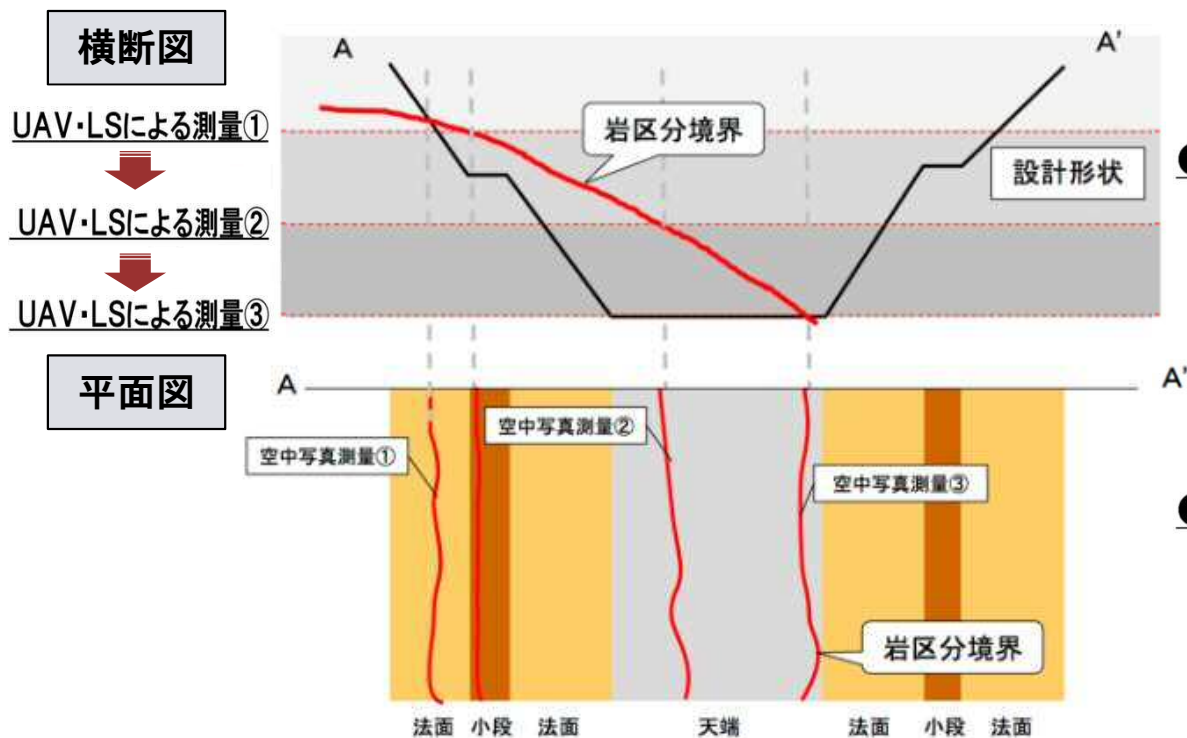 横断図
A
A'
UAV・LSによる測量①
岩区分境界
設計形状
UAV・LSによる測量②
UAV・LSによる測量③
平面図
A
A'
空中写真測量①
空中写真測量②
空中写真測量③
岩区分境界
法面 小段 法面 天端 法面 小段 法面